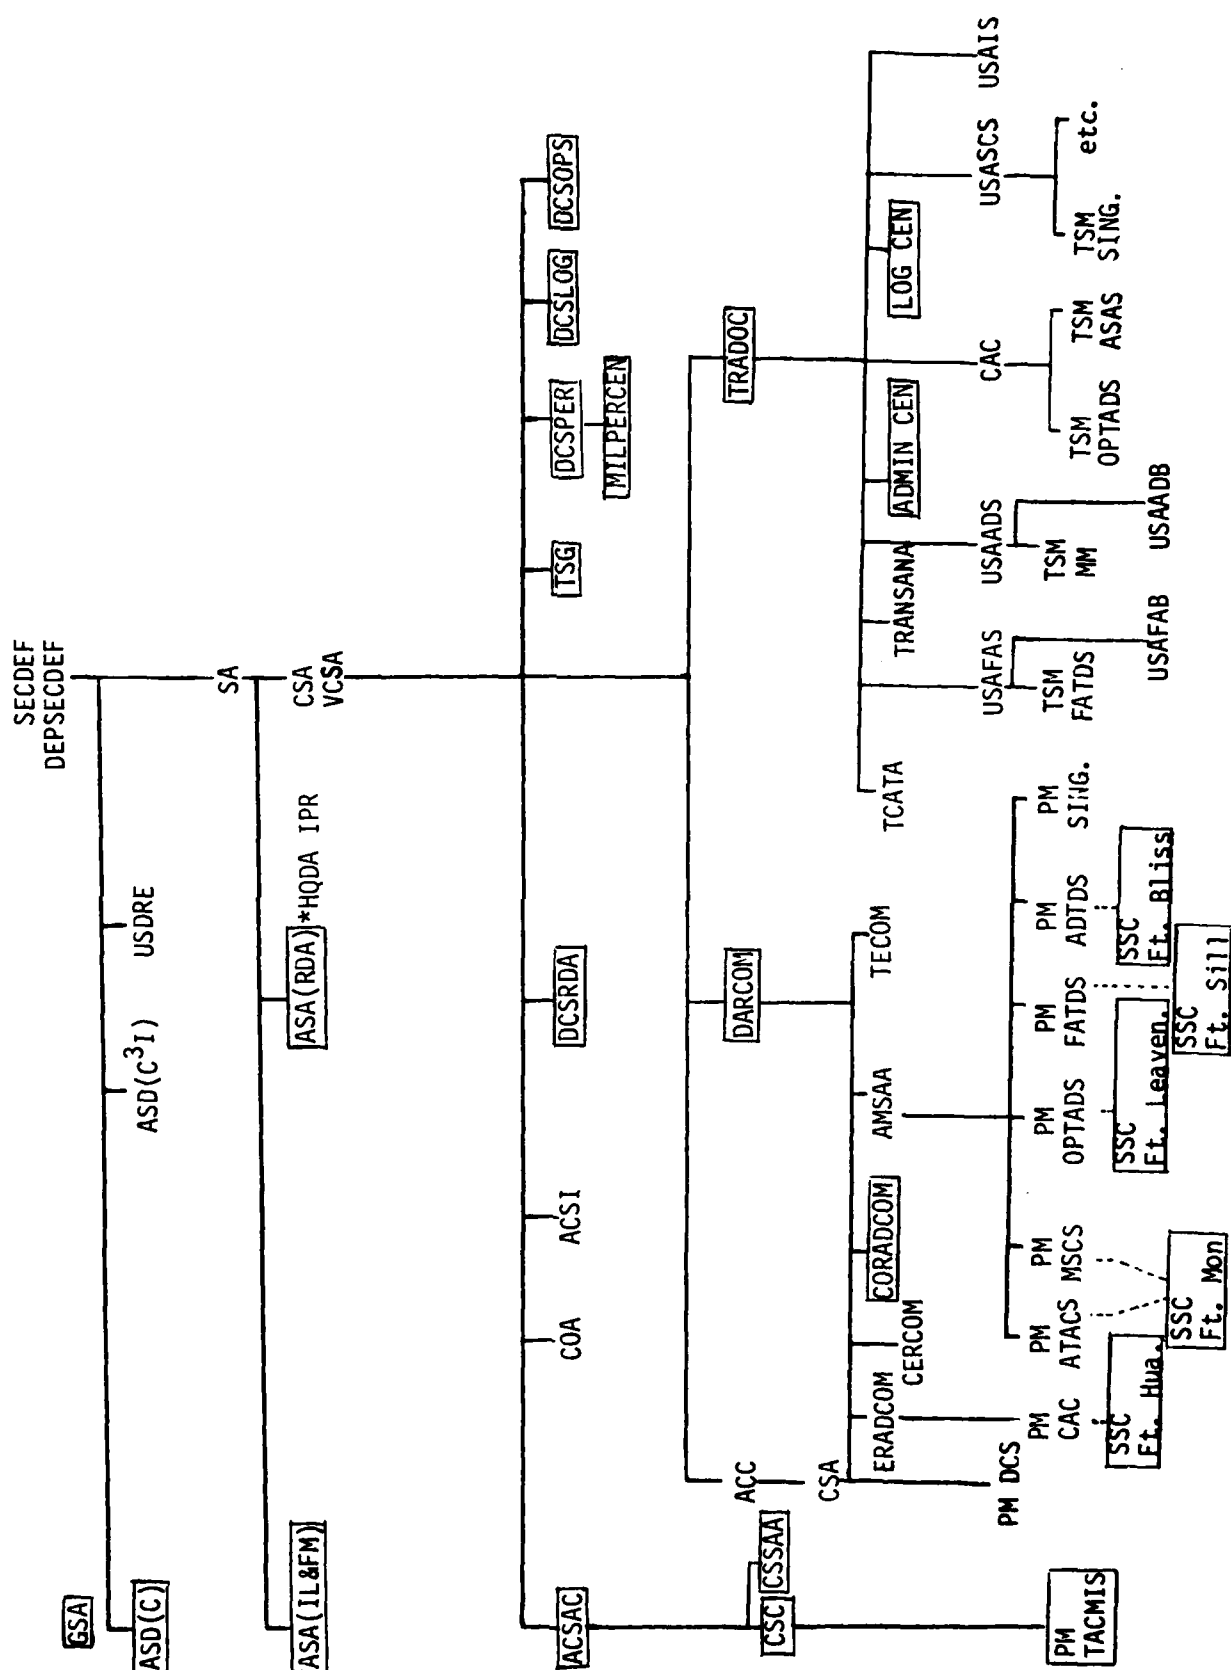 SECDEF
DEPSECDEF
GSA
ASD(C)
ASD(C³I)
USDRE
SA
ASA(IL&FM)
ASA(RDA)
*HQDA IPR
CSA
VCSA
ACSAC
COA
ACSI
DCSRDA
TSG
DCSPER
DCSLOG
DCSOPS
MILPERCEN
CSC
CSSAA
ACC
DARCOM
TRADOC
CSA
ERADCOM
CERCOM
CORADCOM
AMSAA
TECOM
TCATA
TRANSANA
ADMIN CEN
LOG CEN
USAFAS
USAADS
CAC
USASCS
USAIS
PM
TACMIS
PM DCS
PM
CAC
PM
ATACS
PM
MSCS
PM
OPTADS
PM
FATDS
PM
ADTDS
PM
SING.
TSM
FATDS
TSM
MM
TSM
OPTADS
TSM
ASAS
TSM
SING.
etc.
SSC
Ft. Hua.
SSC
Ft. Mon
SSC
Ft. Leaven.
SSC
Ft. Sill
SSC
Ft. Bliss
USAFAB
USAADB